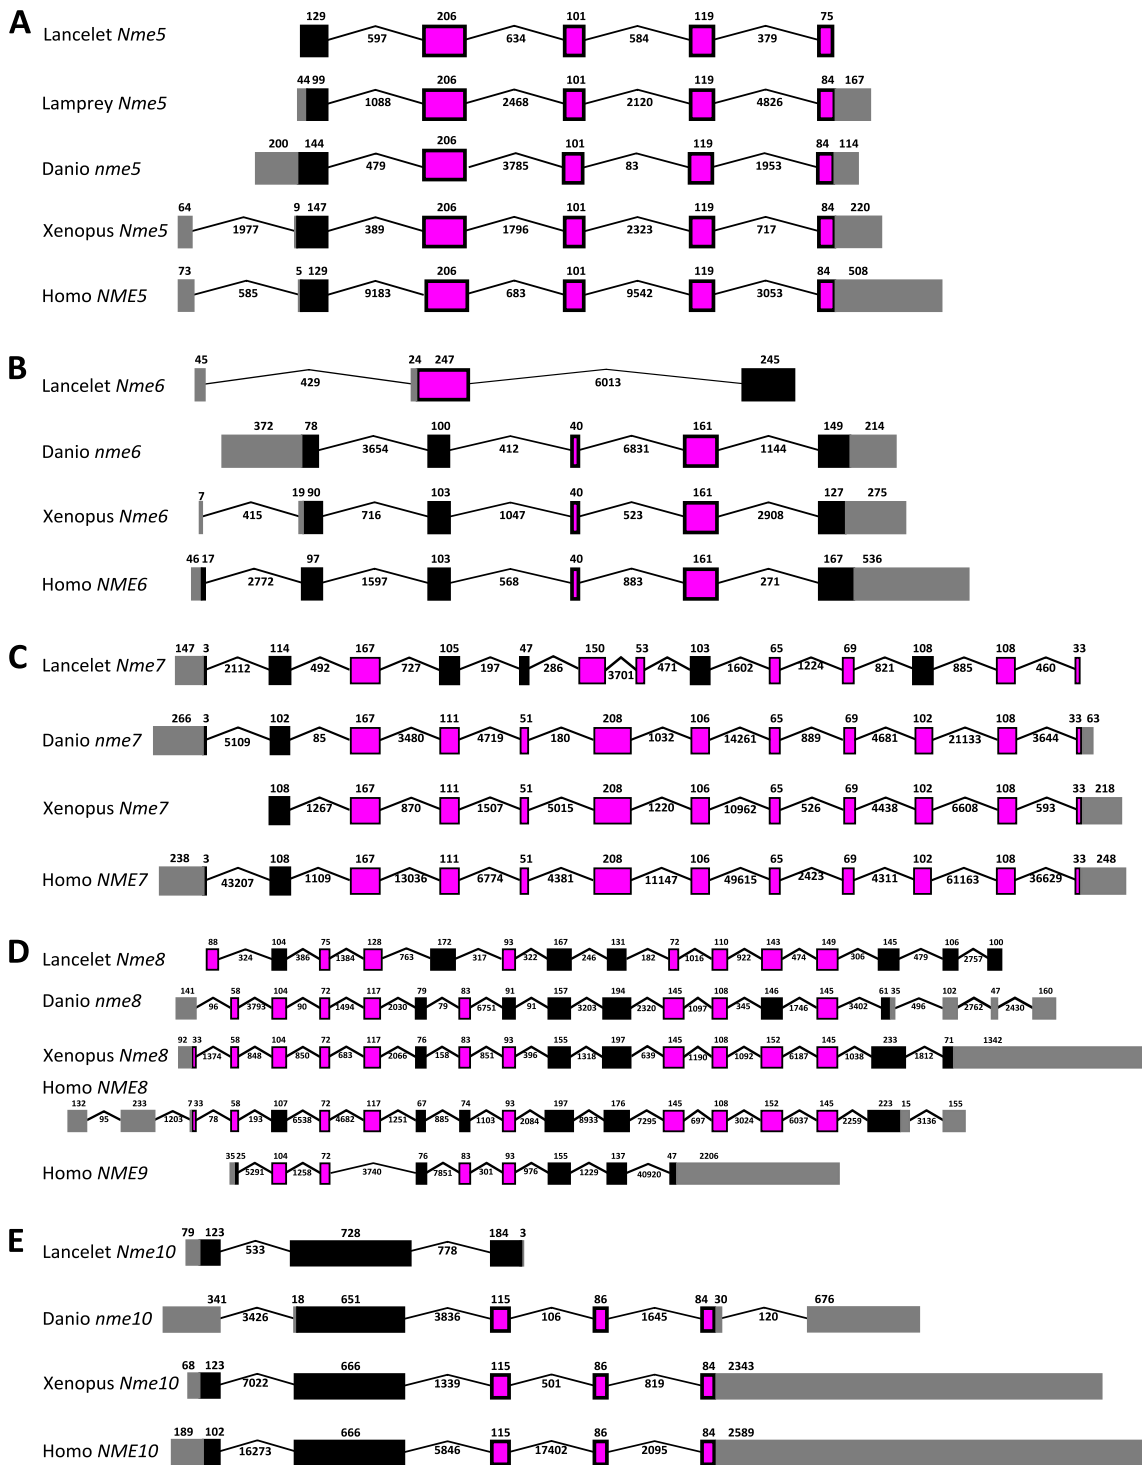 A
129 206 101 119 75
Lancelet Nme5
597 634 584 379
44 99 206 101 119 84 167
Lamprey Nme5
1088 2468 2120 4826
200 144 206 101 119 84 114
Danio nme5
479 3785 83 1953
64 9 147 206 101 119 84 220
Xenopus Nme5
1977 389 1796 2323 717
73 5 129 206 101 119 84 508
Homo NME5
585 9183 683 9542 3053
B
45 24 247 245
Lancelet Nme6
429 6013
372 78 100 40 161 149 214
Danio nme6
3654 412 6831 1144
7 19 90 103 40 161 127 275
Xenopus Nme6
415 716 1047 523 2908
46 17 97 103 40 161 167 536
Homo NME6
2772 1597 568 883 271
C
147 3 114 167 105 47 150 53 103 65 69 108 108 33
Lancelet Nme7
2112 492 727 197 286 3701 471 1602 1224 821 885 460
266 3 102 167 111 51 208 106 65 69 102 108 33 63
Danio nme7
5109 85 3480 4719 180 1032 14261 889 4681 21133 3644
108 167 111 51 208 106 65 69 102 108 33 218
Xenopus Nme7
1267 870 1507 5015 1220 10962 526 4438 6608 593
238 3 108 167 111 51 208 106 65 69 102 108 33 248
Homo NME7
43207 1109 13036 6774 4381 11147 49615 2423 4311 61163 36629
D
88 104 75 128 172 93 167 131 72 110 143 149 145 106 100
Lancelet Nme8
324 386 1384 763 317 322 246 182 1016 922 474 306 479 2757
141 58 104 72 117 79 83 91 157 194 145 108 146 145 61 35 102 47 160
Danio nme8
96 3793 90 1494 2030 79 6751 91 3203 2320 1097 345 1746 3402 496 2762 2430
92 33 58 104 72 117 76 83 93 155 197 145 108 152 145 233 71 1342
Xenopus Nme8
1374 848 850 683 2066 158 851 396 1318 639 1190 1092 6187 1038 1812
Homo NME8
132 233 7 33 58 107 72 117 67 74 93 197 176 145 108 152 145 223 15 155
95 1203 78 193 6538 4682 1251 885 1103 2084 8933 7295 697 3024 6037 2259 3136
35 25 104 72 76 83 93 155 137 47 2206
Homo NME9
5291 1258 3740 7851 301 976 1229 40920
E
79 123 728 184 3
Lancelet Nme10
533 778
341 18 651 115 86 84 30 676
Danio nme10
3426 3836 106 1645 120
68 123 666 115 86 84 2343
Xenopus Nme10
7022 1339 501 819
189 102 666 115 86 84 2589
Homo NME10
16273 5846 17402 2095